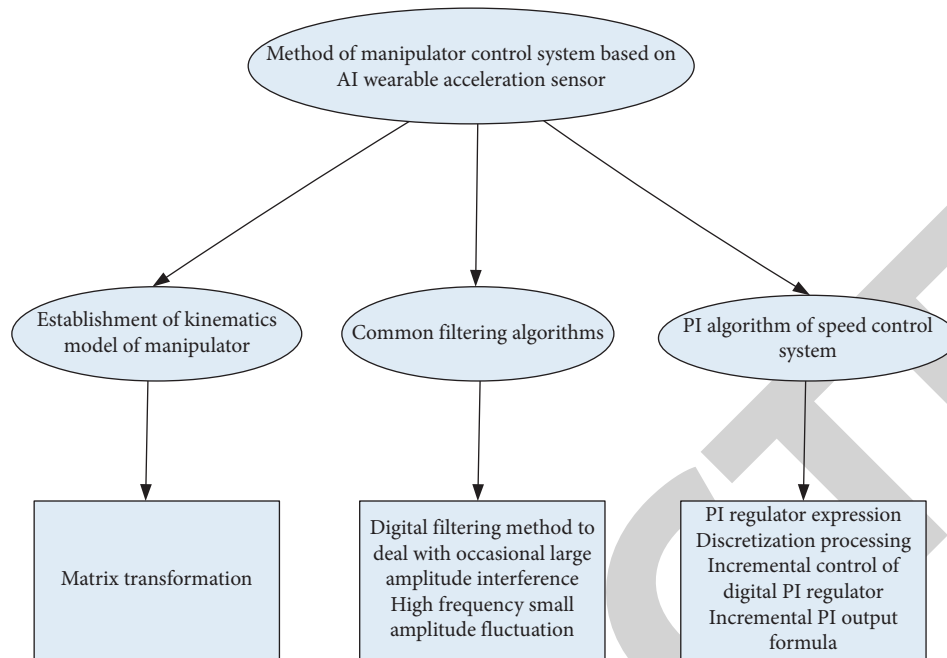 Method of manipulator control system based on
AI wearable acceleration sensor
Establishment of kinematics
model of manipulator
Common filtering algorithms
PI algorithm of speed control
system
Matrix transformation
Digital filtering method to
deal with occasional large
amplitude interference
High frequency small
amplitude fluctuation
PI regulator expression
Discretization processing
Incremental control of
digital PI regulator
Incremental PI output
formula